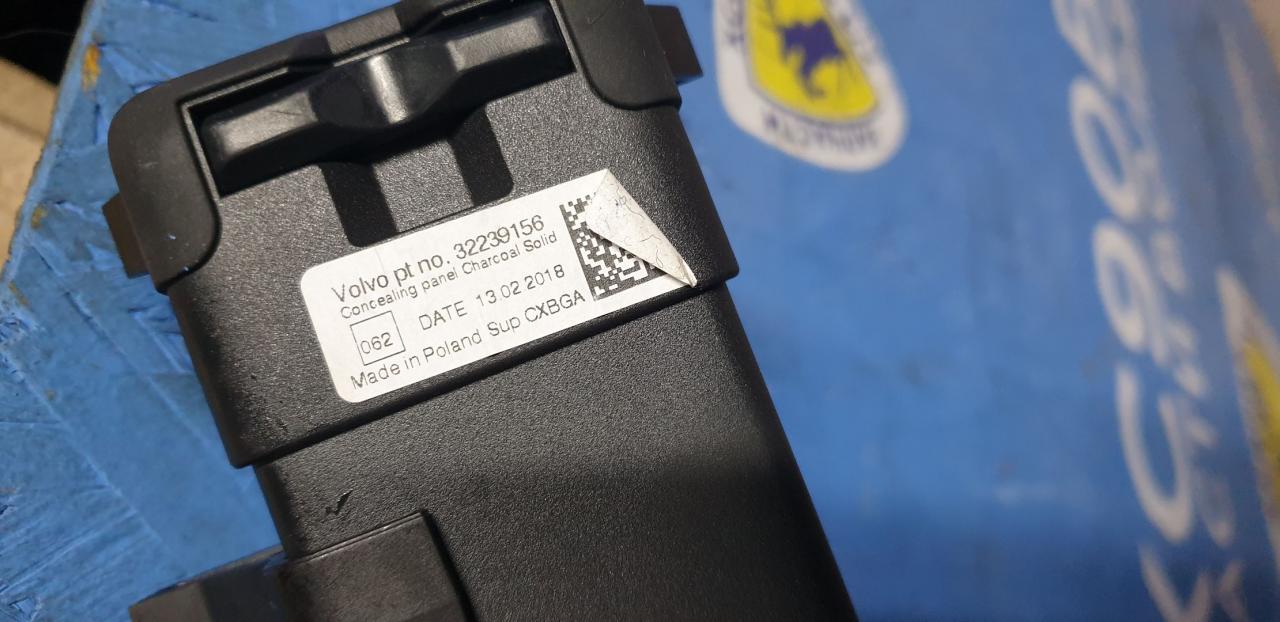 Volvo pt no. 32239156
Concealing panel Charcoal Solid
062
DATE 13.02.2018
Made in Poland Sup CXBGA